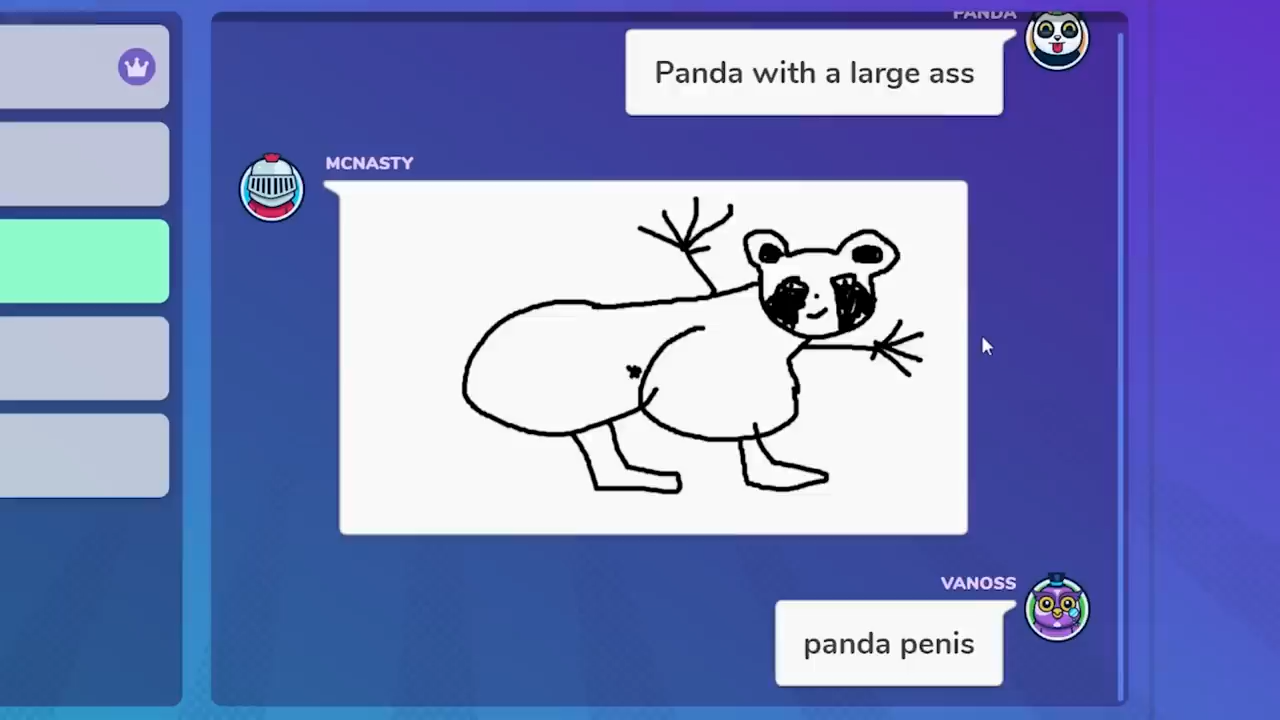 PANDA
Panda with a large ass
MCNASTY
VANOSS
panda penis